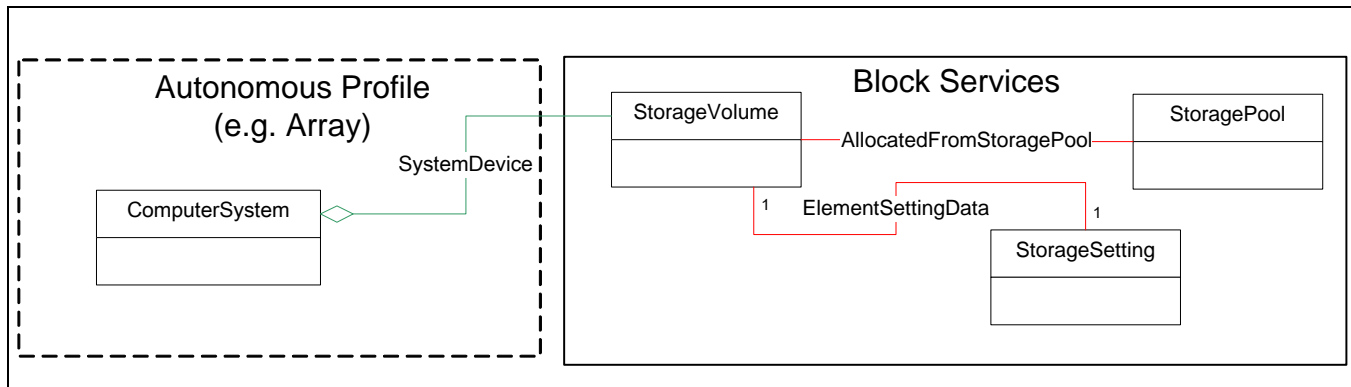 Autonomous Profile
(e.g. Array)
SystemDevice
ComputerSystem
Block Services
StorageVolume
StoragePool
AllocatedFromStoragePool
1
ElementSettingData
1
StorageSetting